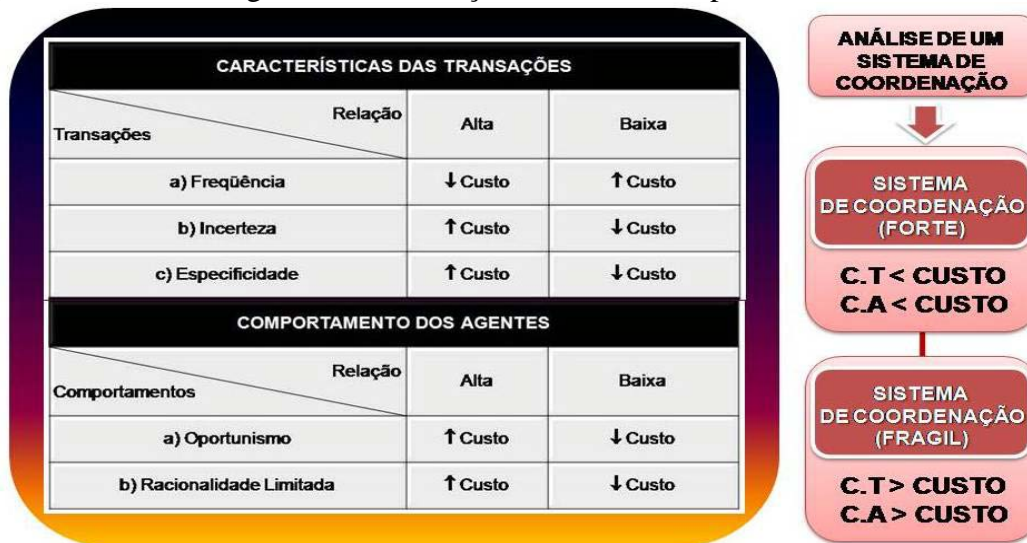 CARACTERÍSTICAS DAS TRANSAÇÕES
Relação
Transações
Alta
Baixa
a) Freqüência
↓ Custo
↑ Custo
b) Incerteza
↑ Custo
↓ Custo
c) Especificidade
↑ Custo
↓ Custo
COMPORTAMENTO DOS AGENTES
Relação
Comportamentos
Alta
Baixa
a) Oportunismo
↑ Custo
↓ Custo
b) Racionalidade Limitada
↑ Custo
↓ Custo
ANÁLISE DE UM
SISTEMA DE
COORDENAÇÃO
SISTEMA
DE COORDENAÇÃO
(FORTE)
C.T < CUSTO
C.A < CUSTO
SISTEMA
DE COORDENAÇÃO
(FRAGIL)
C.T > CUSTO
C.A > CUSTO